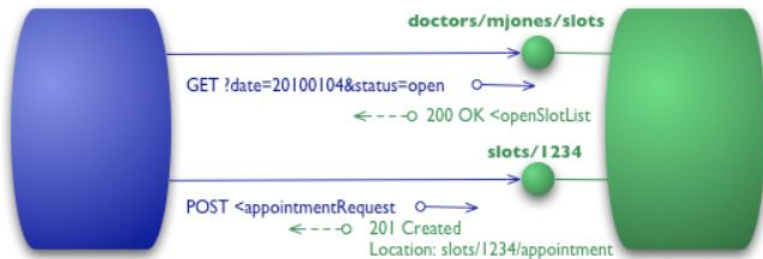 doctors/mjones/slots
GET ?date=20100104&status=open
200 OK <openSlotList
slots/1234
POST <appointmentRequest
201 Created
Location: slots/1234/appointment